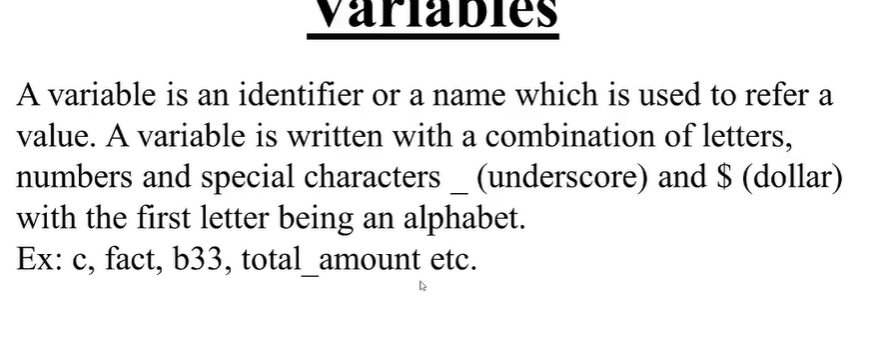 Variables
A variable is an identifier or a name which is used to refer a
value. A variable is written with a combination of letters,
numbers and special characters _ (underscore) and $ (dollar)
with the first letter being an alphabet.
Ex: c, fact, b33, total_amount etc.